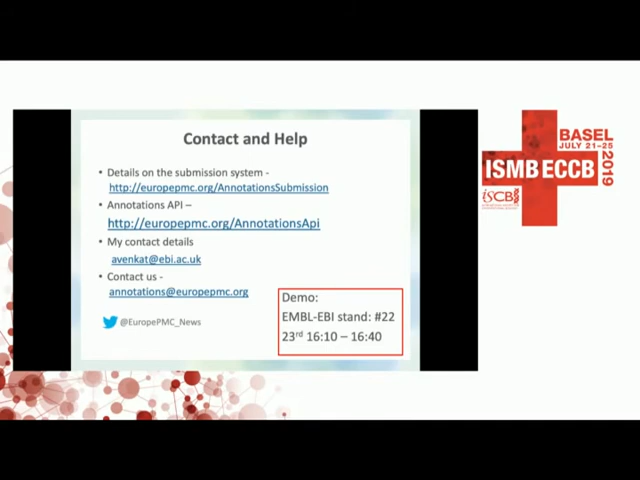 Contact and Help
• Details on the submission system -
http://europepmc.org/AnnotationsSubmission
• Annotations API –
http://europepmc.org/AnnotationsApi
• My contact details
avenkat@ebi.ac.uk
• Contact us -
annotations@europepmc.org
@EuropePMC_News
Demo:
EMBL-EBI stand: #22
23rd 16:10 – 16:40
BASEL
JULY 21-25
2019
ISMB ECCB
ISCB